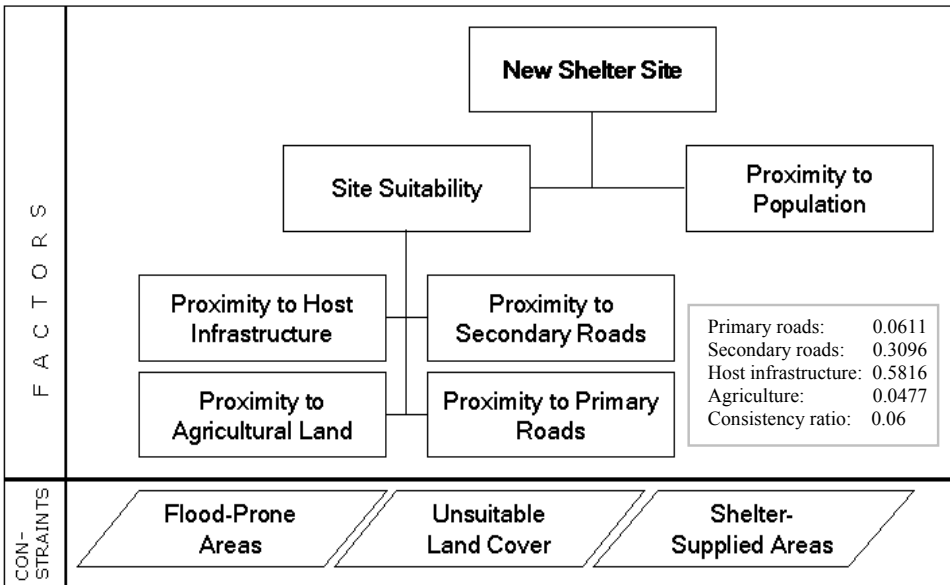 FACTORS
New Shelter Site
Site Suitability
Proximity to
Population
Proximity to Host
Infrastructure
Proximity to
Secondary Roads
Proximity to
Agricultural Land
Proximity to Primary
Roads
Primary roads: 0.0611
Secondary roads: 0.3096
Host infrastructure: 0.5816
Agriculture: 0.0477
Consistency ratio: 0.06
CON-
STRAINTS
Flood-Prone
Areas
Unsuitable
Land Cover
Shelter-
Supplied Areas